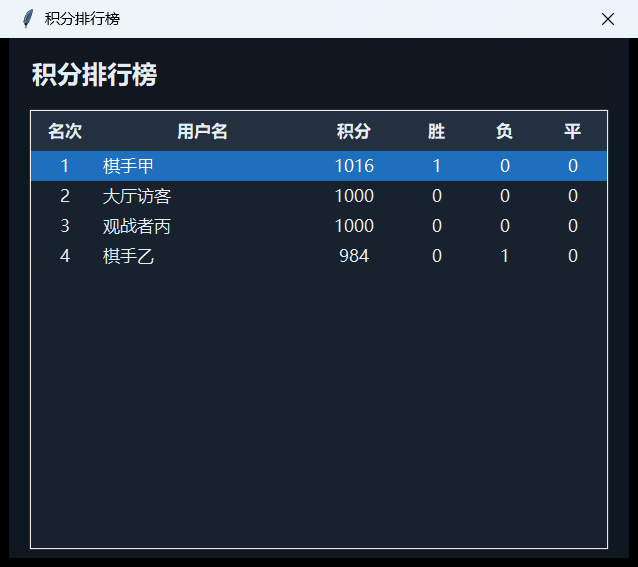 积分排行榜
积分排行榜
名次 用户名 积分 胜 负 平
1 棋手甲 1016 1 0 0
2 大厅访客 1000 0 0 0
3 观战者丙 1000 0 0 0
4 棋手乙 984 0 1 0